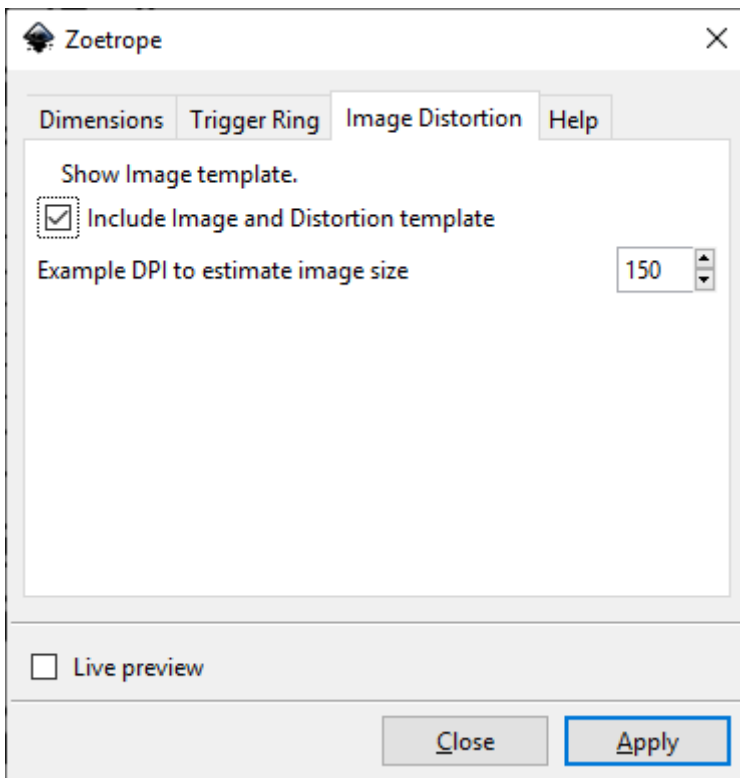 Zoetrope
Dimensions Trigger Ring Image Distortion Help
Show Image template.
Include Image and Distortion template
Example DPI to estimate image size 150
Live preview
Close Apply